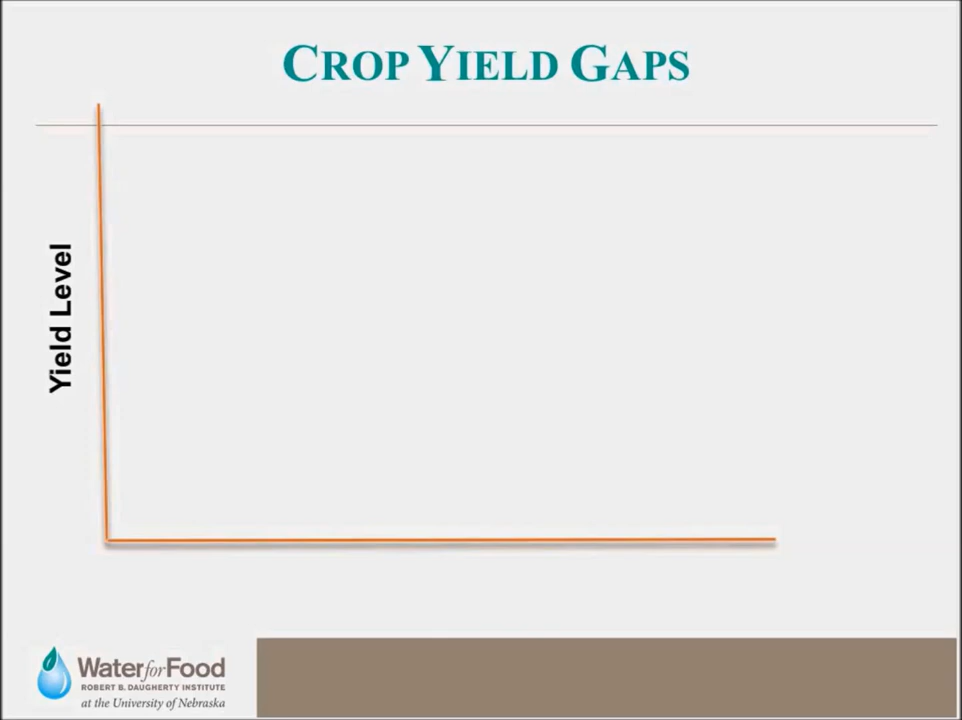 CROP YIELD GAPS
Yield Level
Water for Food
ROBERT B. DAUGHERTY INSTITUTE
at the University of Nebraska